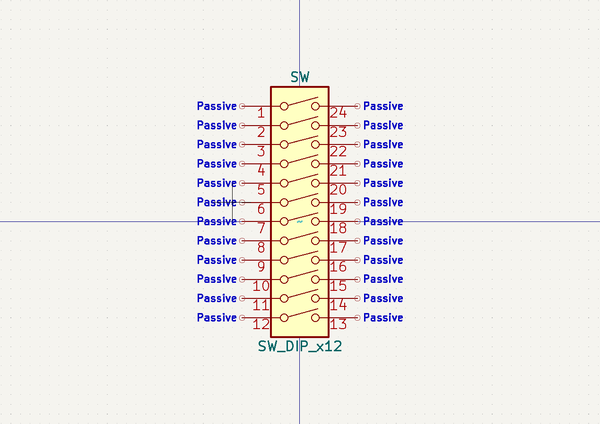 SW
Passive 1 24 Passive
Passive 2 23 Passive
Passive 3 22 Passive
Passive 4 21 Passive
Passive 5 20 Passive
Passive 6 19 Passive
Passive 7 ~ 18 Passive
Passive 8 17 Passive
Passive 9 16 Passive
Passive 10 15 Passive
Passive 11 14 Passive
Passive 12 13 Passive
SW_DIP_x12